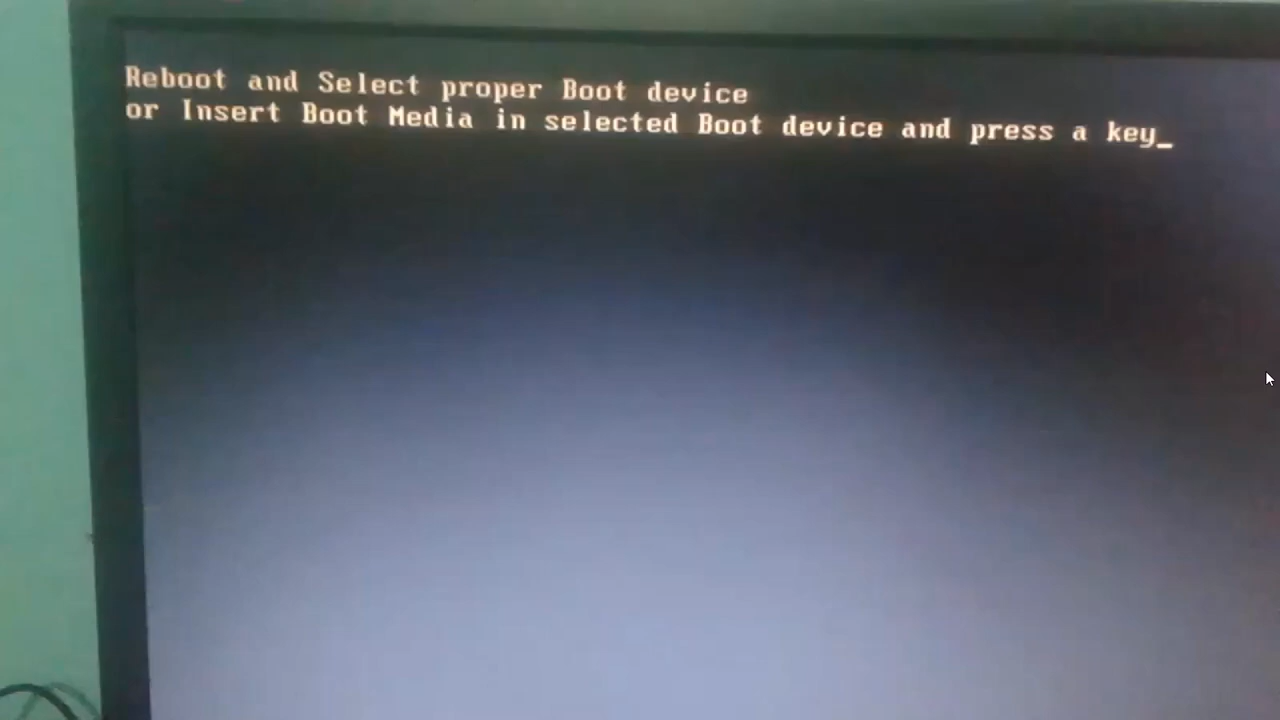 Reboot and Select proper Boot device
or Insert Boot Media in selected Boot device and press a key_